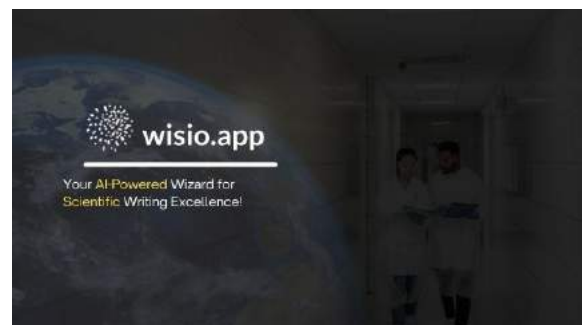 wisio.app
Your AI-Powered Wizard for
Scientific Writing Excellence!